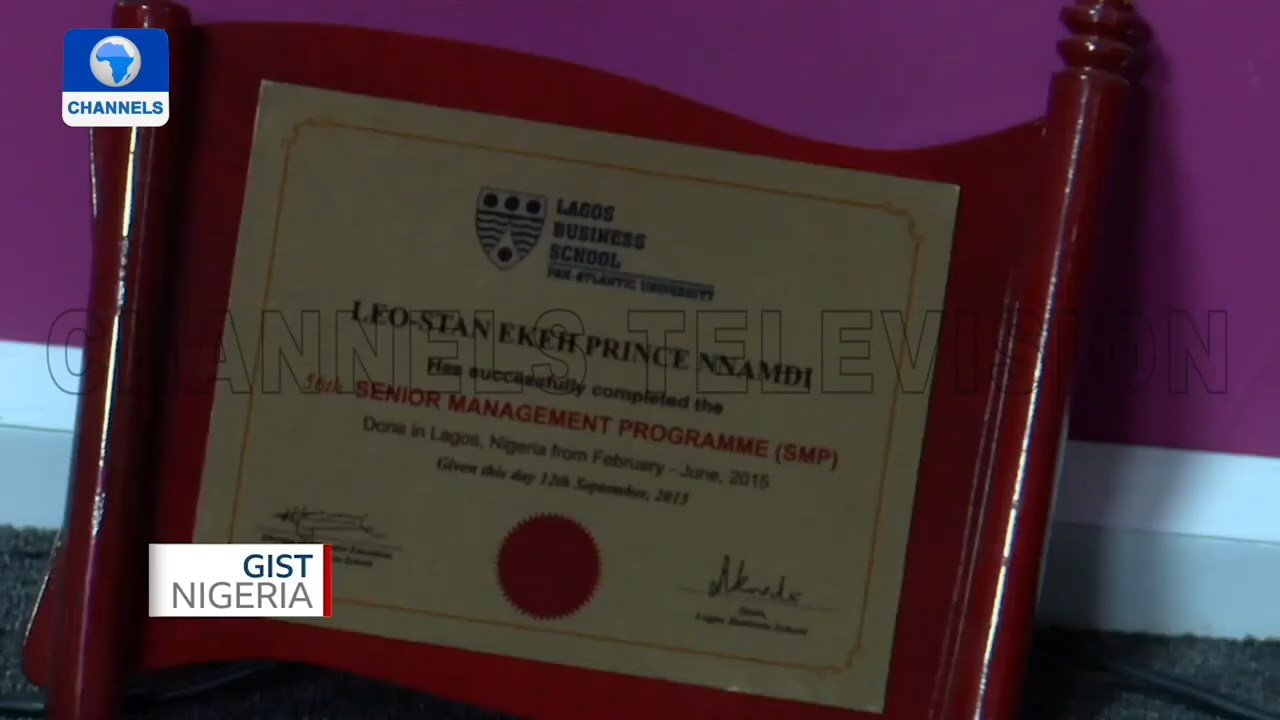 CHANNELS
LAGOS
BUSINESS
SCHOOL
PAN-ATLANTIC UNIVERSITY
LEO-STAN EKEH PRINCE NNAMDI
Has successfully completed the
56th SENIOR MANAGEMENT PROGRAMME (SMP)
Done in Lagos, Nigeria from February - June, 2015
Given this day 12th September, 2015
Lagos Business School
CHANNELS TELEVISION
GIST
NIGERIA